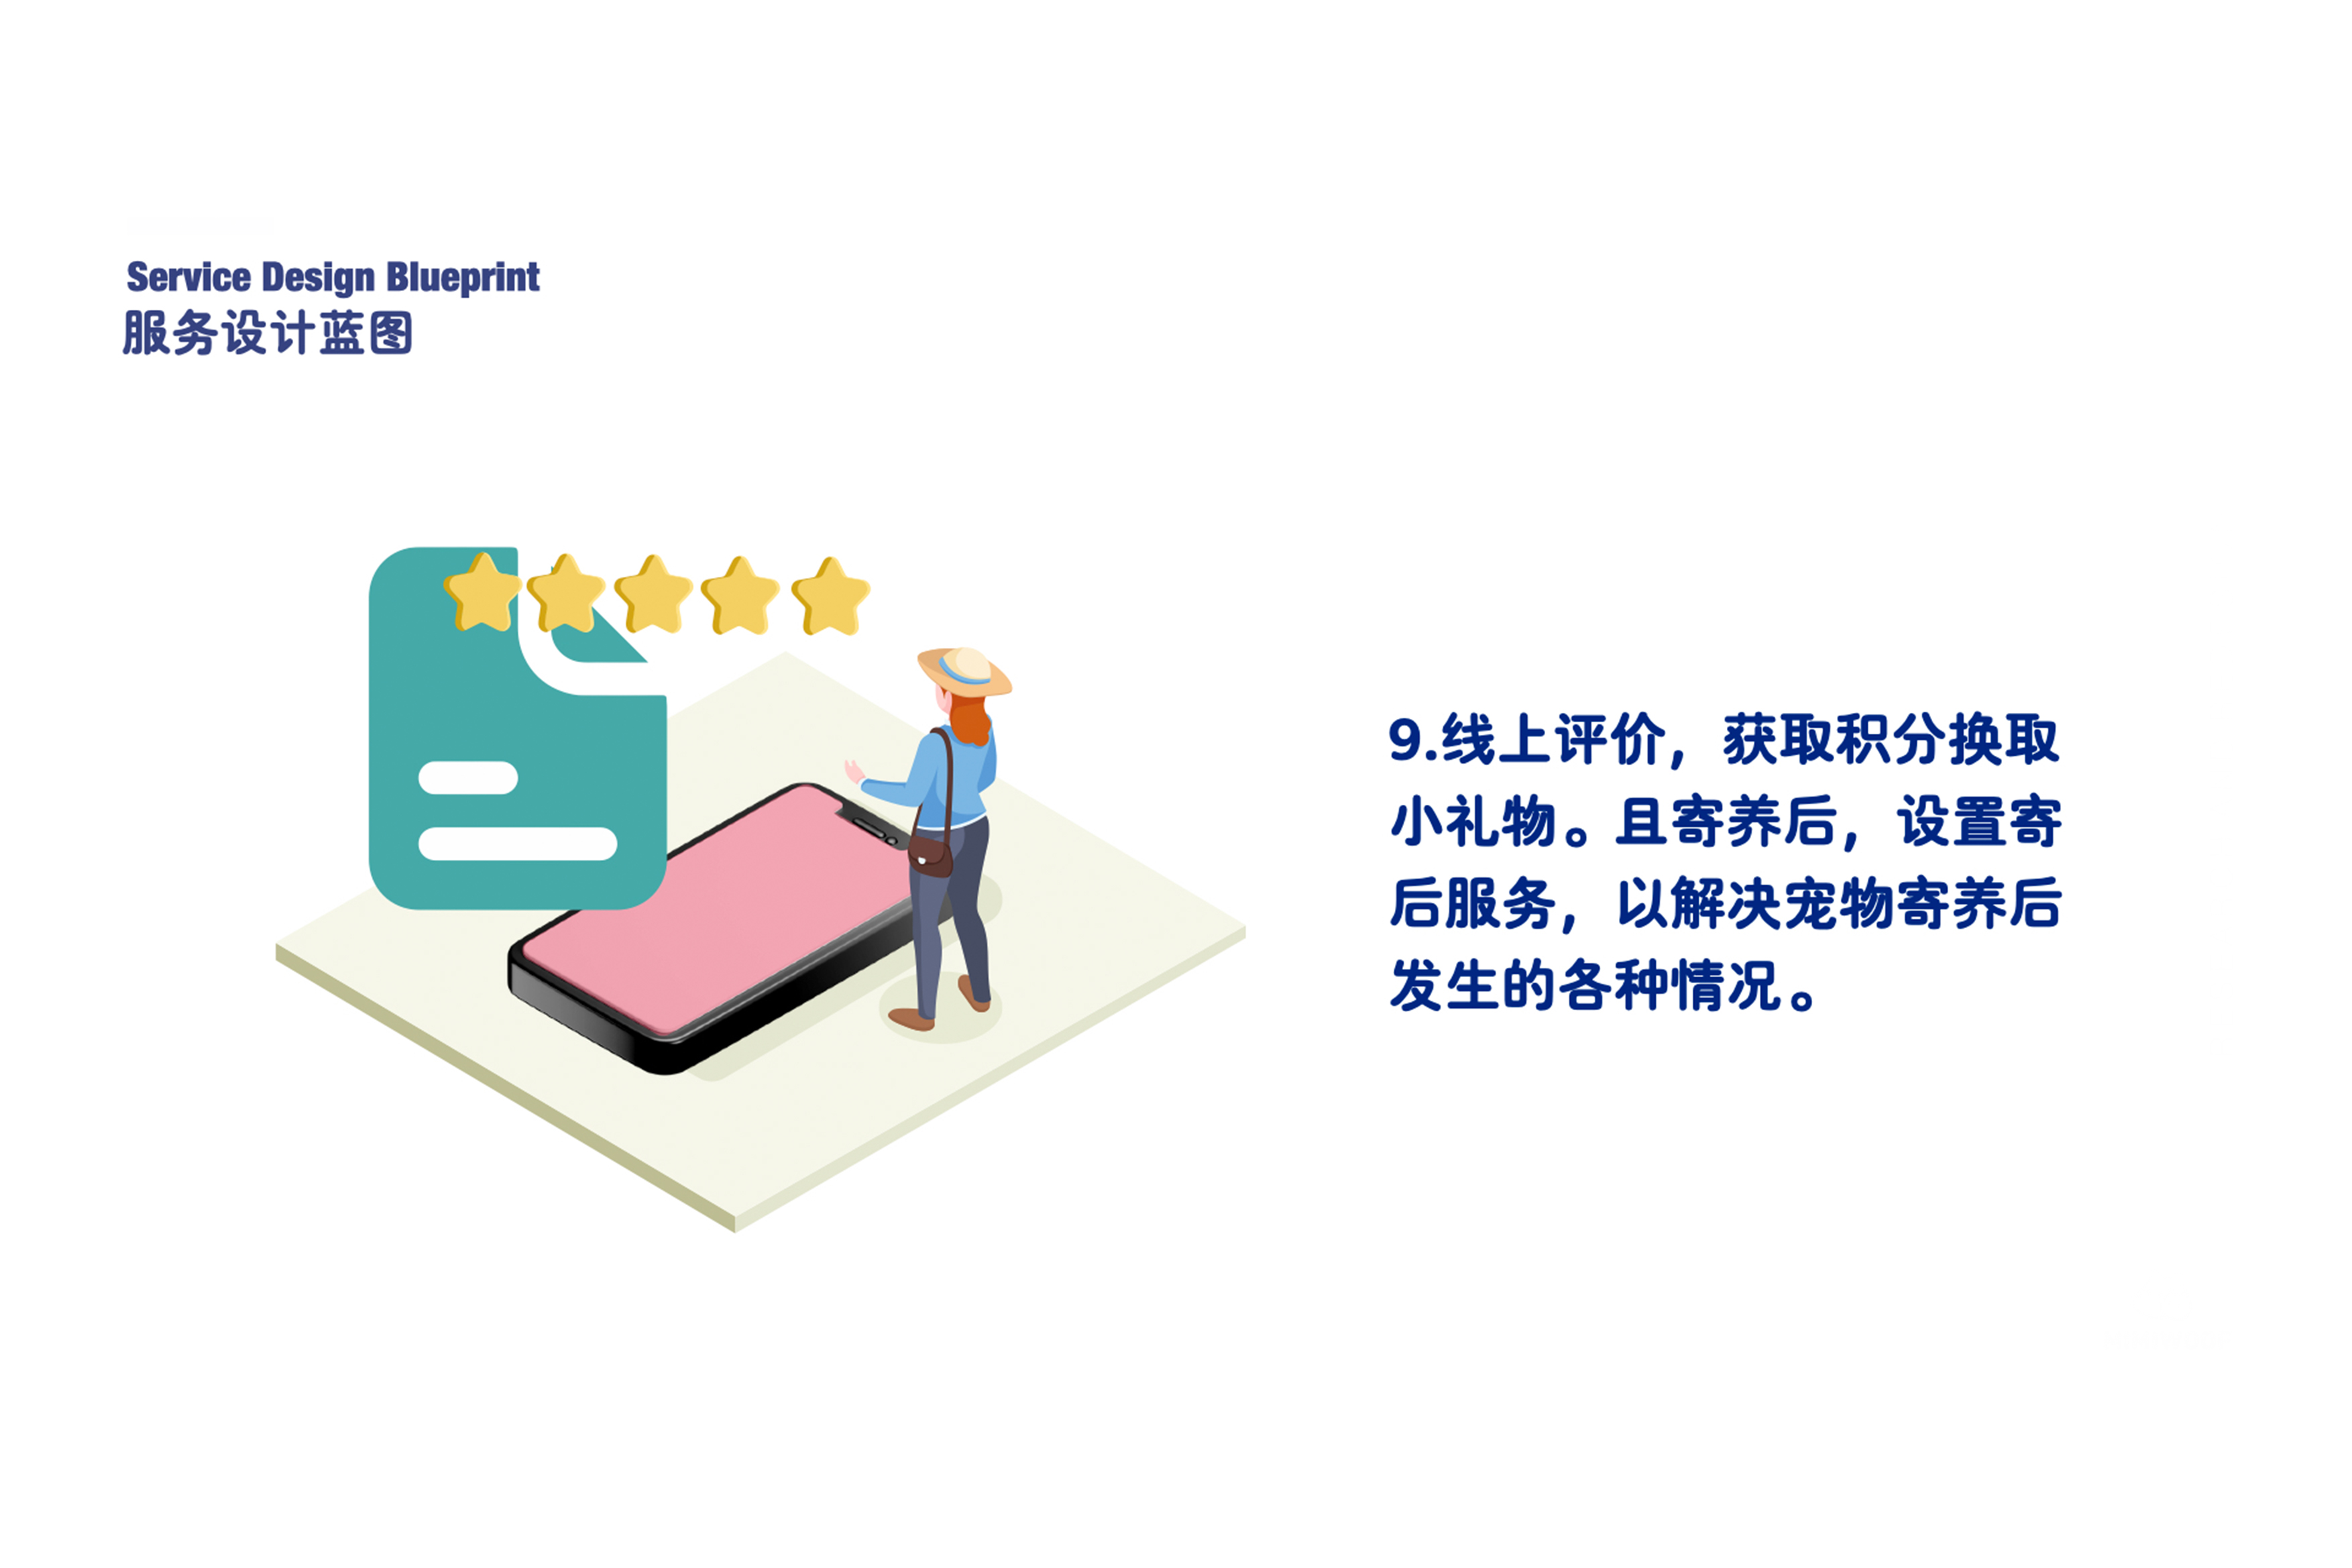 Service Design Blueprint
服务设计蓝图
9.线上评价，获取积分换取
小礼物。且寄养后，设置寄
后服务，以解决宠物寄养后
发生的各种情况。